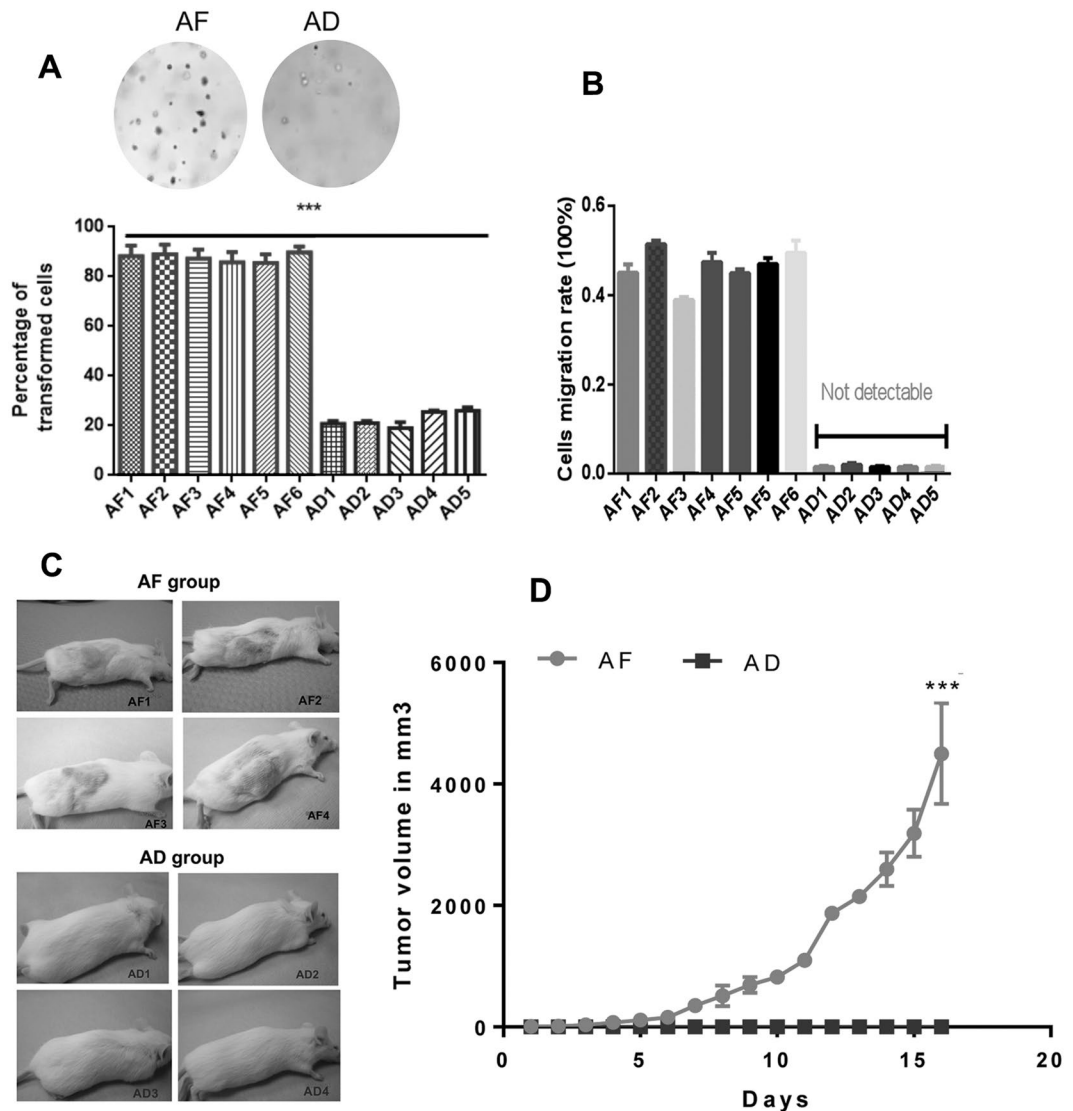 AF AD
A
***
Percentage of
transformed cells
100
80
60
40
20
0
AF1 AF2 AF3 AF4 AF5 AF6 AD1 AD2 AD3 AD4 AD5
B
Cells migration rate (100%)
0.6
0.4
0.2
0.0
Not detectable
AF1 AF2 AF3 AF4 AF5 AF5 AF6 AD1 AD2 AD3 AD4 AD5
C
AF group
AF1 AF2
AF3 AF4
AD group
AD1 AD2
AD3 AD4
D
AF AD
***
Tumor volume in mm3
6000
4000
2000
0
0 5 10 15 20
Days